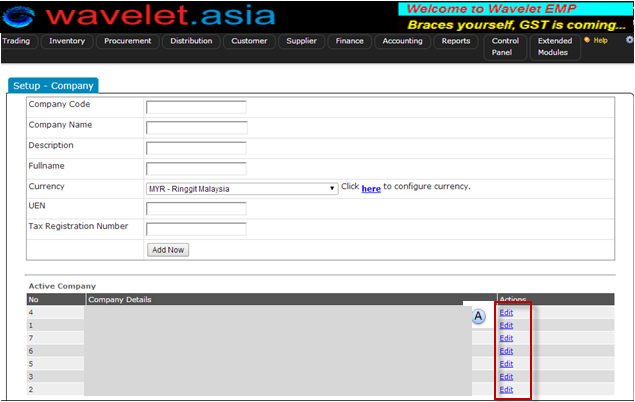 wavelet.asia
Welcome to Wavelet EMP
Braces yourself, GST is coming...
Trading Inventory Procurement Distribution Customer Supplier Finance Accounting Reports Control Panel Extended Modules Help
Setup - Company
Company Code
Company Name
Description
Fullname
Currency MYR - Ringgit Malaysia Click here to configure currency.
UEN
Tax Registration Number
Add Now
Active Company
No Company Details Actions
4 A Edit
1 Edit
7 Edit
6 Edit
5 Edit
3 Edit
2 Edit